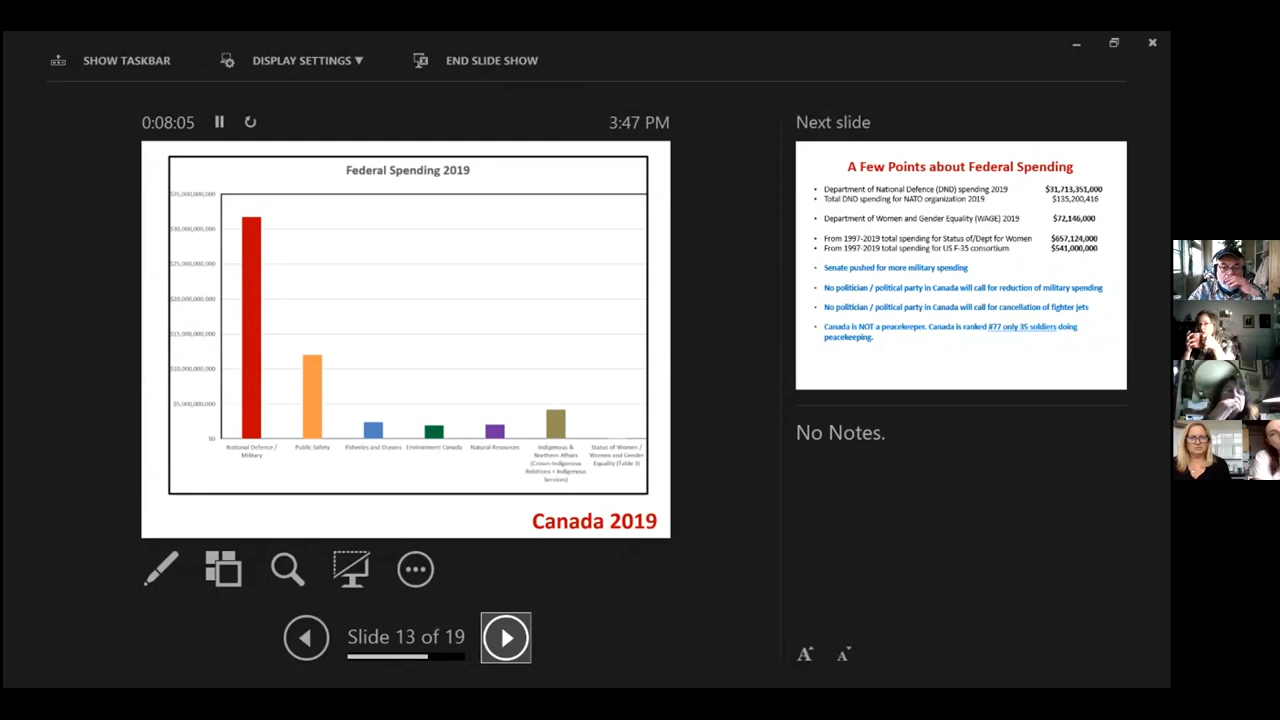 SHOW TASKBAR
DISPLAY SETTINGS ▼
END SLIDE SHOW
0:08:05
3:47 PM
Federal Spending 2019
$35,000,000,000
$30,000,000,000
$25,000,000,000
$20,000,000,000
$15,000,000,000
$10,000,000,000
$5,000,000,000
$0
National Defence /
Military
Public Safety
Fisheries and Oceans
Environment Canada
Natural Resources
Indigenous &
Northern Affairs
(Crown-Indigenous
Relations + Indigenous
Services)
Status of Women /
Women and Gender
Equality (Table 3)
Canada 2019
Slide 13 of 19
Next slide
A Few Points about Federal Spending
• Department of National Defence (DND) spending 2019 $31,713,351,000
• Total DND spending for NATO organization 2019 $135,200,416
• Department of Women and Gender Equality (WAGE) 2019 $72,146,000
• From 1997-2019 total spending for Status of/Dept for Women $657,124,000
• From 1997-2019 total spending for US F-35 consortium $541,000,000
• Senate pushed for more military spending
• No politician / political party in Canada will call for reduction of military spending
• No politician / political party in Canada will call for cancellation of fighter jets
• Canada is NOT a peacekeeper. Canada is ranked #77 only 35 soldiers doing
peacekeeping.
No Notes.
A A